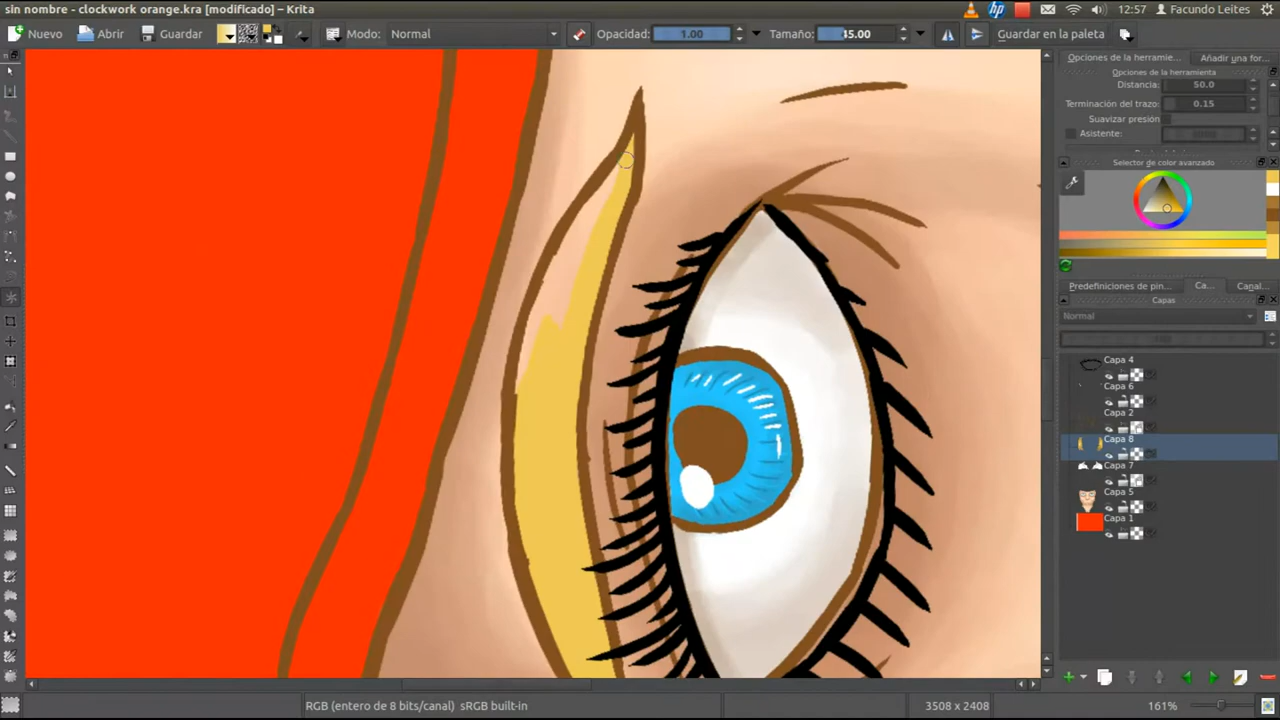 sin nombre - clockwork orange.kra [modificado] - Krita
12:57
Facundo Leites
Nuevo
Abrir
Guardar
Modo: Normal
Opacidad: 1.00
Tamaño: 45.00
Guardar en la paleta
Opciones de la herramie...
Añadir una for...
Opciones de la herramienta
Distancia: 50.0
Terminación del trazo: 0.15
Suavizar presión
Asistente:
Selector de color avanzado
Predefiniciones de pin...
Ca...
Canal...
Capas
Normal
Capa 4
Capa 6
Capa 2
Capa 8
Capa 7
Capa 5
Capa 1
RGB (entero de 8 bits/canal) sRGB built-in
3508 x 2408
161%